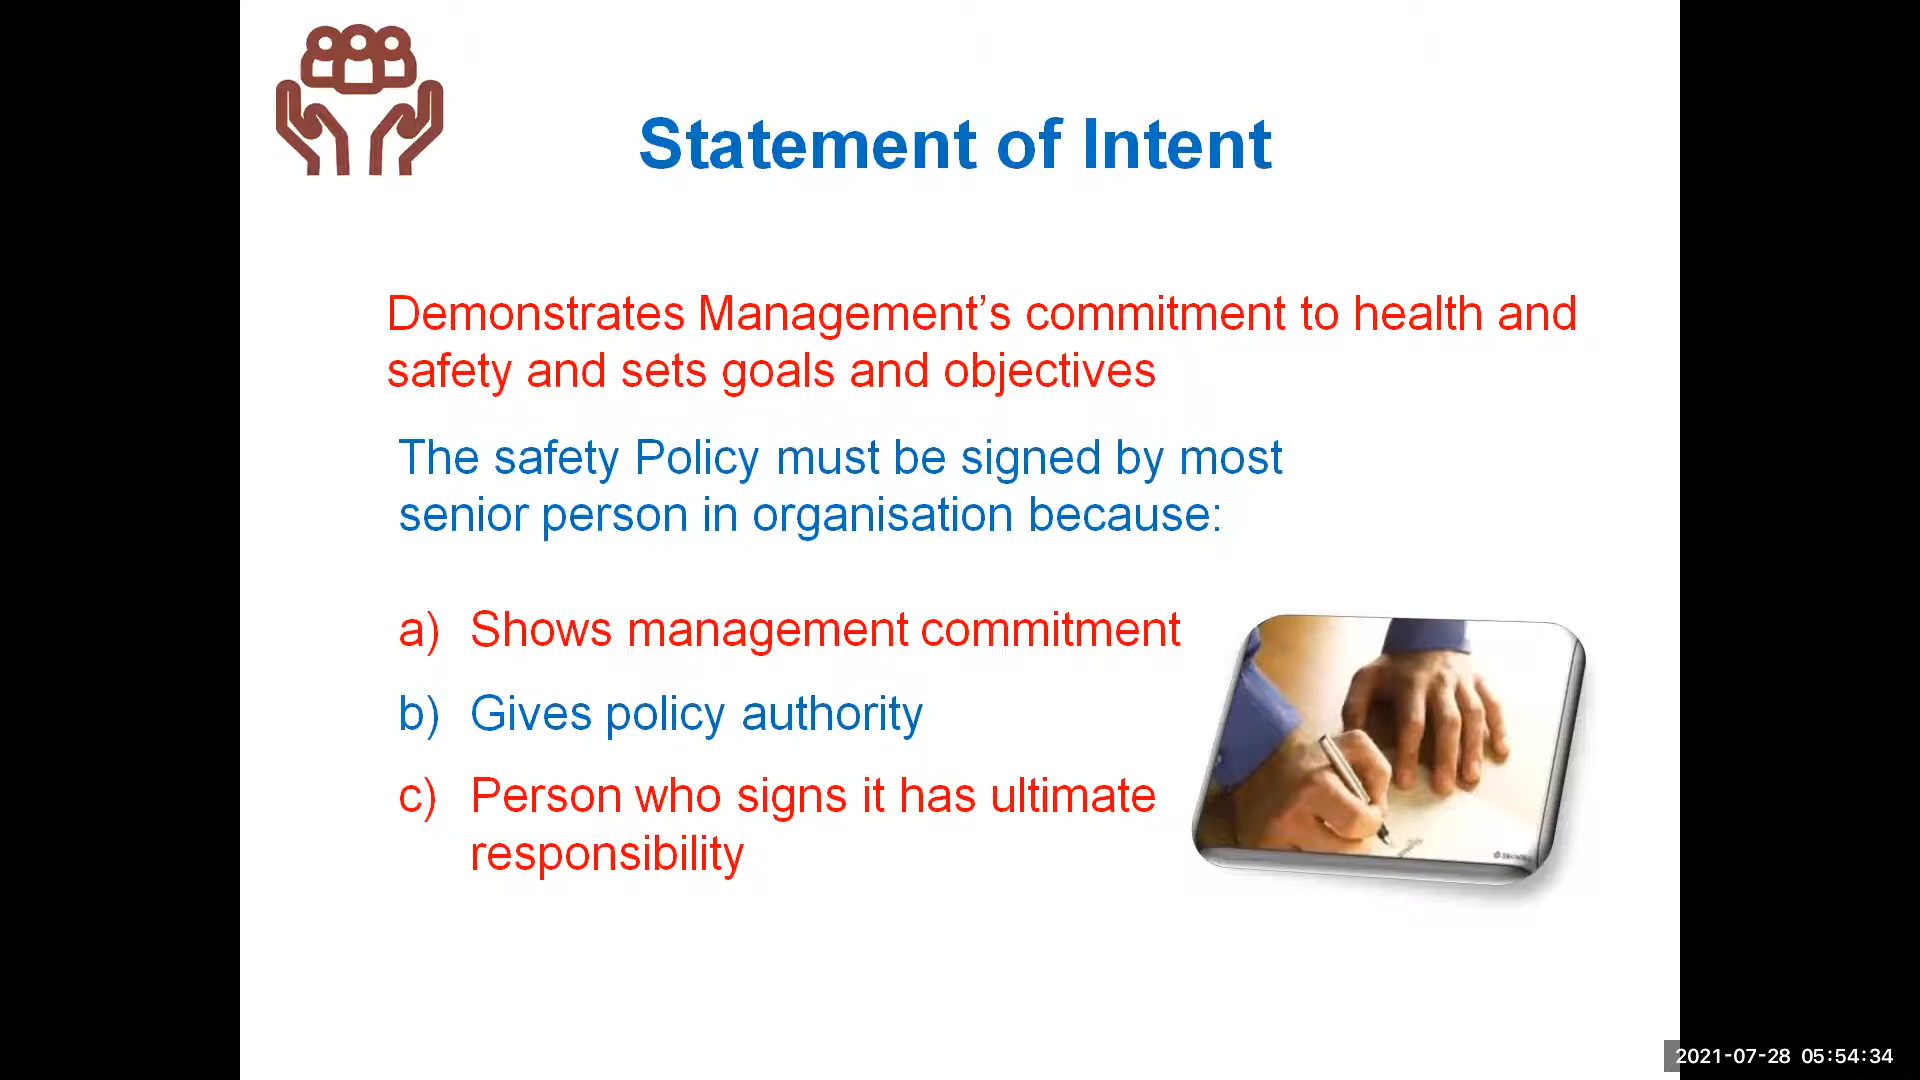 Statement of Intent
Demonstrates Management’s commitment to health and
safety and sets goals and objectives
The safety Policy must be signed by most
senior person in organisation because:
a) Shows management commitment
b) Gives policy authority
c) Person who signs it has ultimate
responsibility
2021-07-28 05:54:34